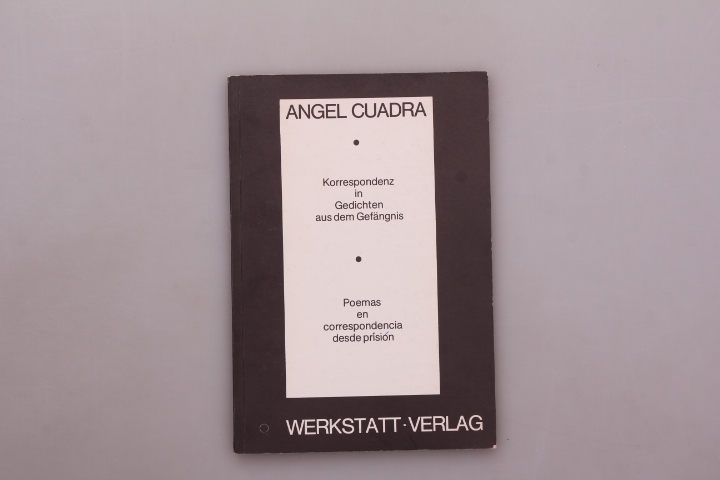 ANGEL CUADRA
•
Korrespondenz
in
Gedichten
aus dem Gefängnis
•
Poemas
en
correspondencia
desde prísión
WERKSTATT·VERLAG